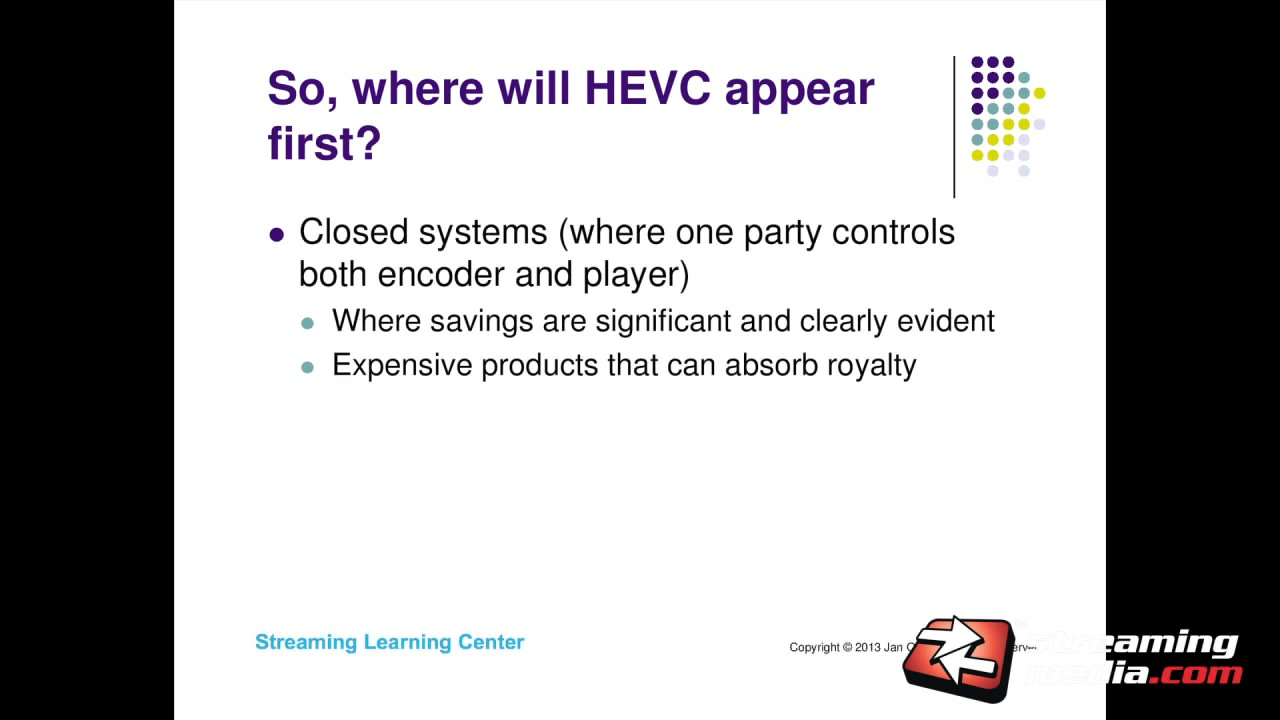 So, where will HEVC appear
first?
Closed systems (where one party controls
both encoder and player)
Where savings are significant and clearly evident
Expensive products that can absorb royalty
Streaming Learning Center
Copyright © 2013 Jan
streaming
media.com